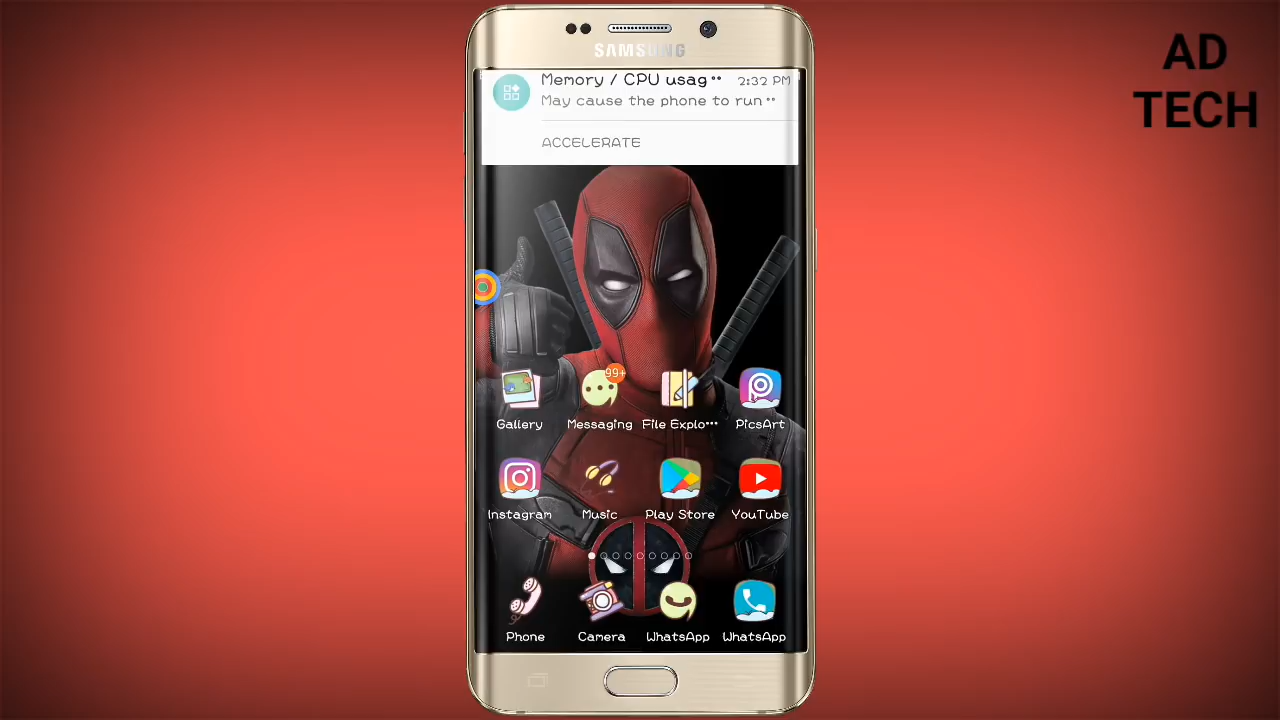 AD
TECH
SAMSUNG
Memory / CPU usag··
2:32 PM
May cause the phone to run··
ACCELERATE
99+
Gallery
Messaging
File Explo···
PicsArt
Instagram
Music
Play Store
YouTube
Phone
Camera
WhatsApp
WhatsApp